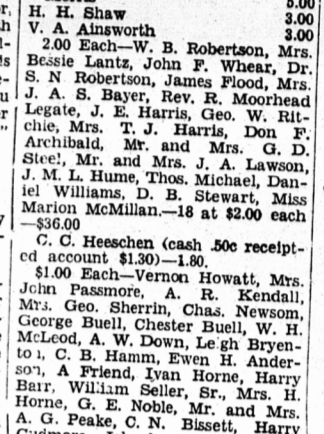 5.00
H. H. Shaw 3.00
V. A. Ainsworth 3.00
2.00 Each—W. B. Robertson, Mrs.
Bessie Lantz, John F. Whear, Dr.
S. N Robertson, James Flood, Mrs.
J. A. S. Bayer, Rev. R. Moorhead
Legate, J. E. Harris, Geo. W. Rit-
chie, Mrs. T. J. Harris, Don F.
Archibald, Mr. and Mrs. G. D.
Steel, Mr. and Mrs. J. A. Lawson,
J. M. L. Hume, Thos. Michael, Dan-
iel Williams, D. B. Stewart, Miss
Marion McMillan.—18 at $2.00 each
—$36.00
C. C. Heeschen (cash .50c receipt-
ed account $1.30)—1.80.
$1.00 Each—Vernon Howatt, Mrs.
John Passmore, A. R. Kendall,
Mrs. Geo. Sherrin, Chas. Newsom,
George Buell, Chester Buell, W. H.
McLeod, A. W. Down, Leigh Bryen-
ton, C. B. Hamm, Ewen H. Ander-
son, A Friend, Ivan Horne, Harry
Barr, William Seller, Sr., Mrs. H.
Horne, G. E. Noble, Mr. and Mrs.
A. G. Peake, C. N. Bissett, Harry